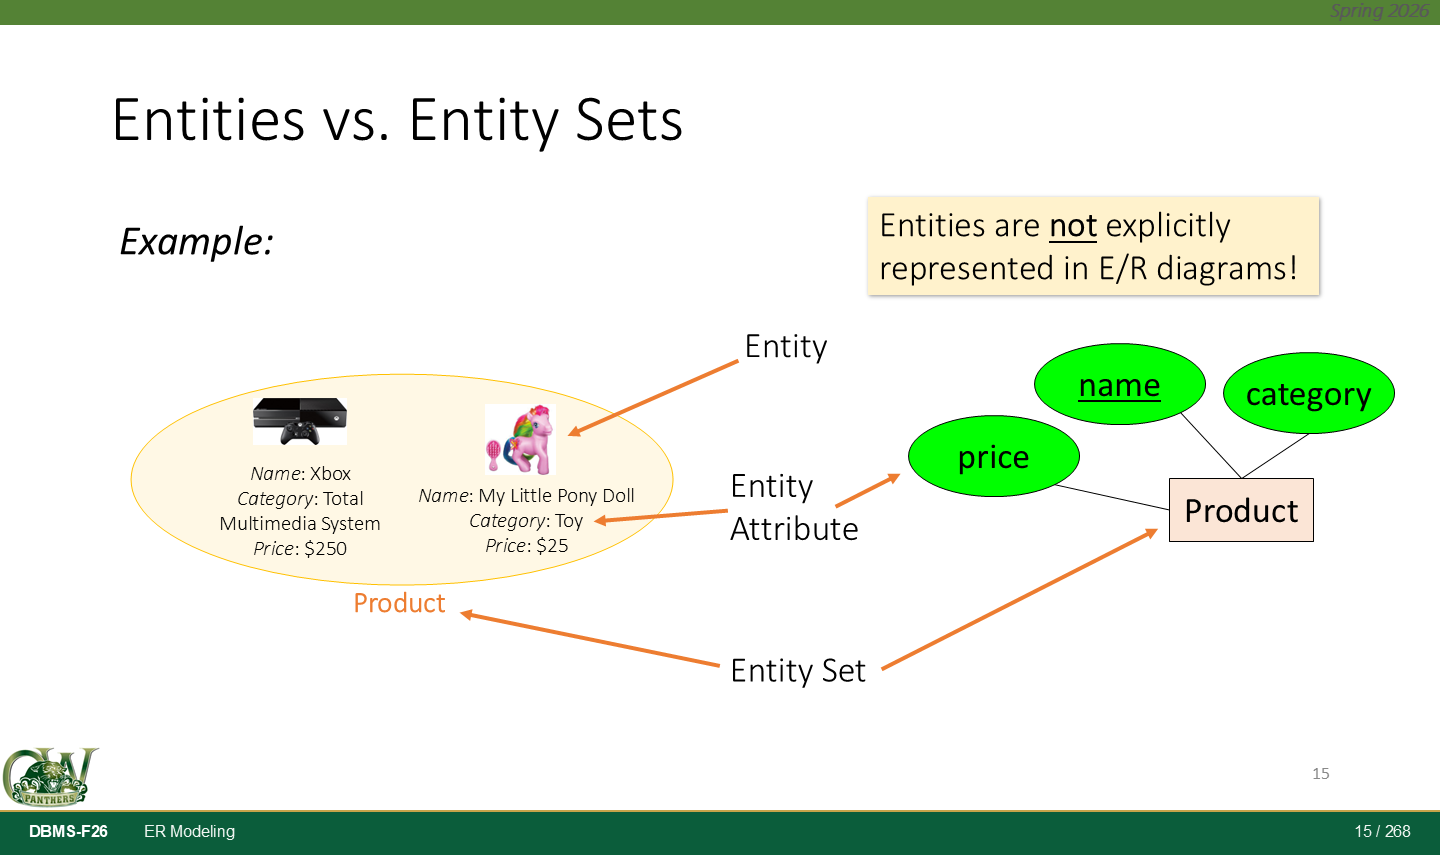 Spring 2026
Entities vs. Entity Sets
Example:
Entities are not explicitly
represented in E/R diagrams!
Entity
name
category
price
Name: Xbox
Category: Total
Multimedia System
Price: $250
Name: My Little Pony Doll
Category: Toy
Price: $25
Entity
Attribute
Product
Product
Entity Set
15
OW
PANTHERS
DBMS-F26
ER Modeling
15 / 268